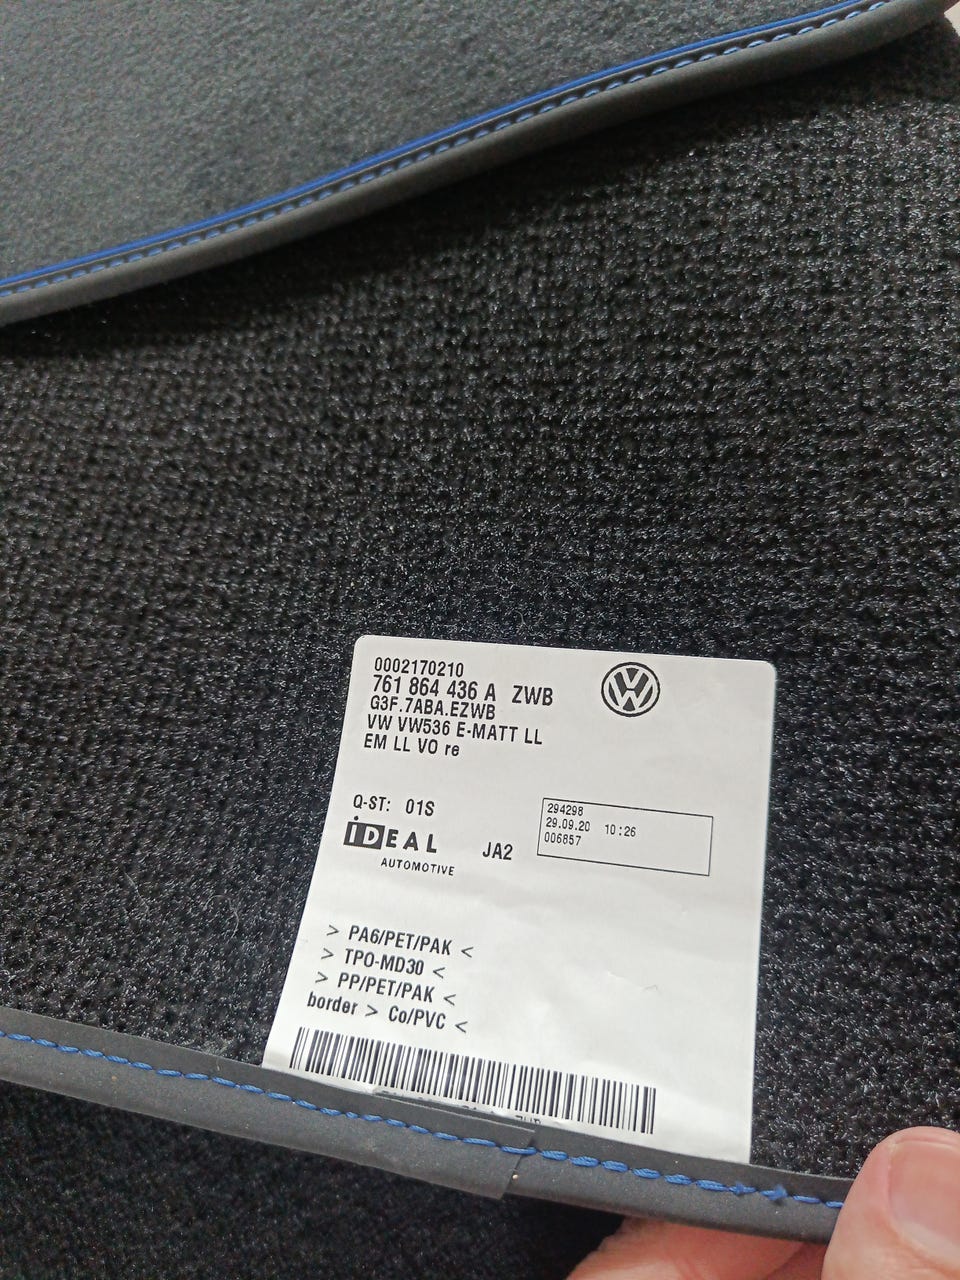 0002170210
761 864 436 A ZWB
G3F.7ABA.EZWB
VW VW536 E-MATT LL
EM LL VO re
Q-ST: 01S
iDEAL
AUTOMOTIVE
JA2
294298
29.09.20 10:26
006857
> PA6/PET/PAK <
> TPO-MD30 <
> PP/PET/PAK <
border > Co/PVC <